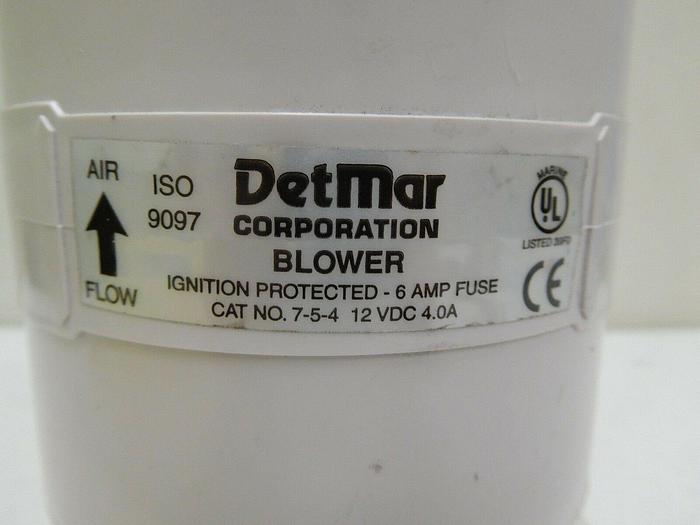 AIR
FLOW
ISO
9097
DetMar
CORPORATION
BLOWER
IGNITION PROTECTED - 6 AMP FUSE
CAT NO. 7-5-4 12 VDC 4.0A
MARINE
UL
LISTED
CE